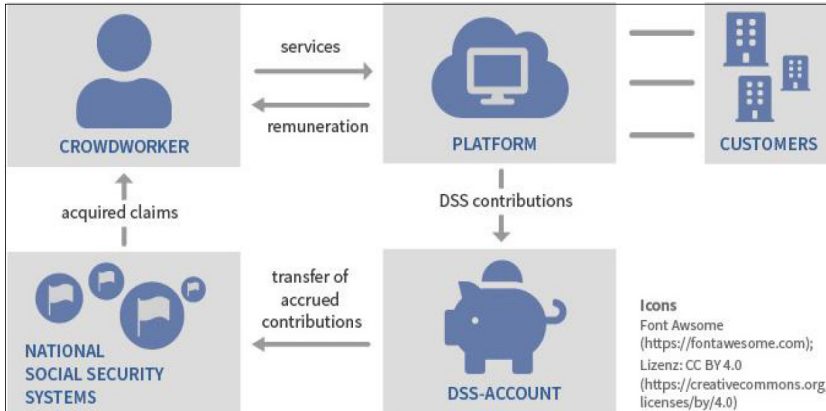 services
remuneration
CROWDWORKER
PLATFORM
CUSTOMERS
acquired claims
DSS contributions
transfer of
accrued
contributions
NATIONAL
SOCIAL SECURITY
SYSTEMS
DSS-ACCOUNT
Icons
Font Awsome
(https://fontawesome.com);
Lizenz: CC BY 4.0
(https://creativecommons.org/
licenses/by/4.0)